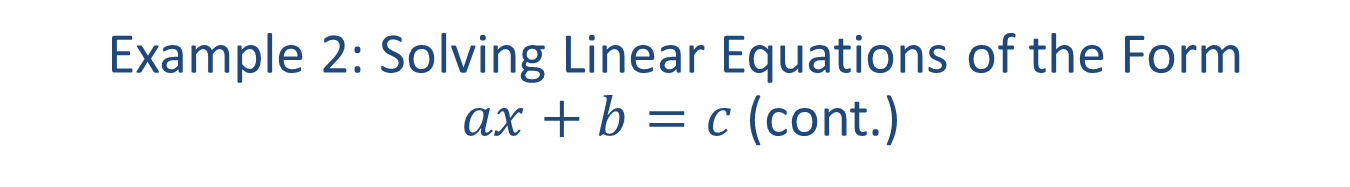 Example 2: Solving Linear Equations of the Form
ax + b = c (cont.)